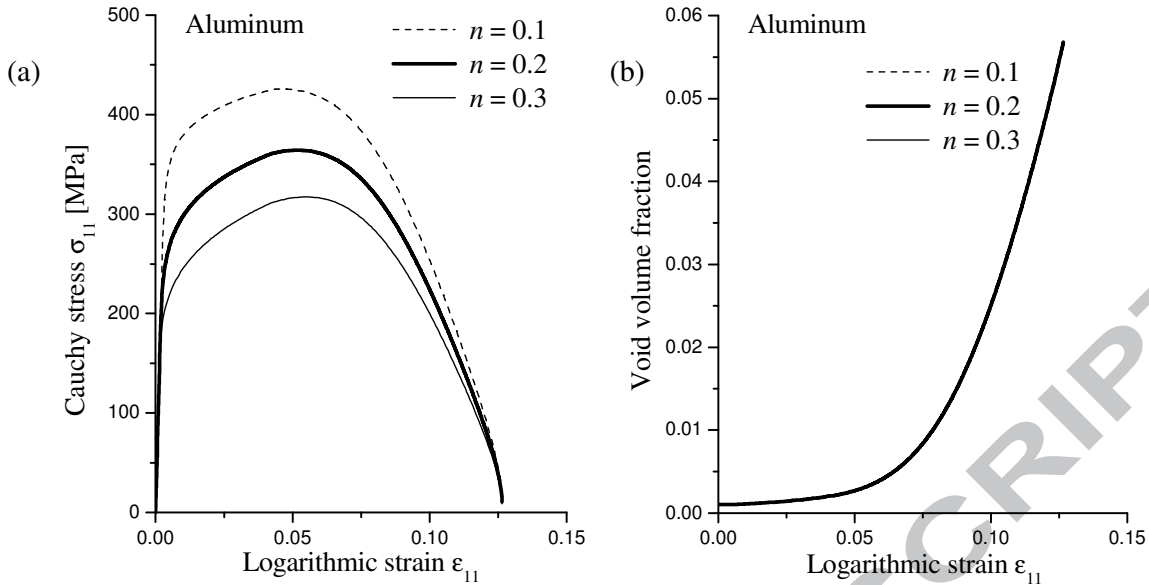 (a)
Aluminum
n = 0.1
n = 0.2
n = 0.3
500
400
300
200
100
0
Cauchy stress σ11 [MPa]
0.00 0.05 0.10 0.15
Logarithmic strain ε11
(b)
Aluminum
n = 0.1
n = 0.2
n = 0.3
0.06
0.05
0.04
0.03
0.02
0.01
0.00
Void volume fraction
0.00 0.05 0.10 0.15
Logarithmic strain ε11
CRIPT